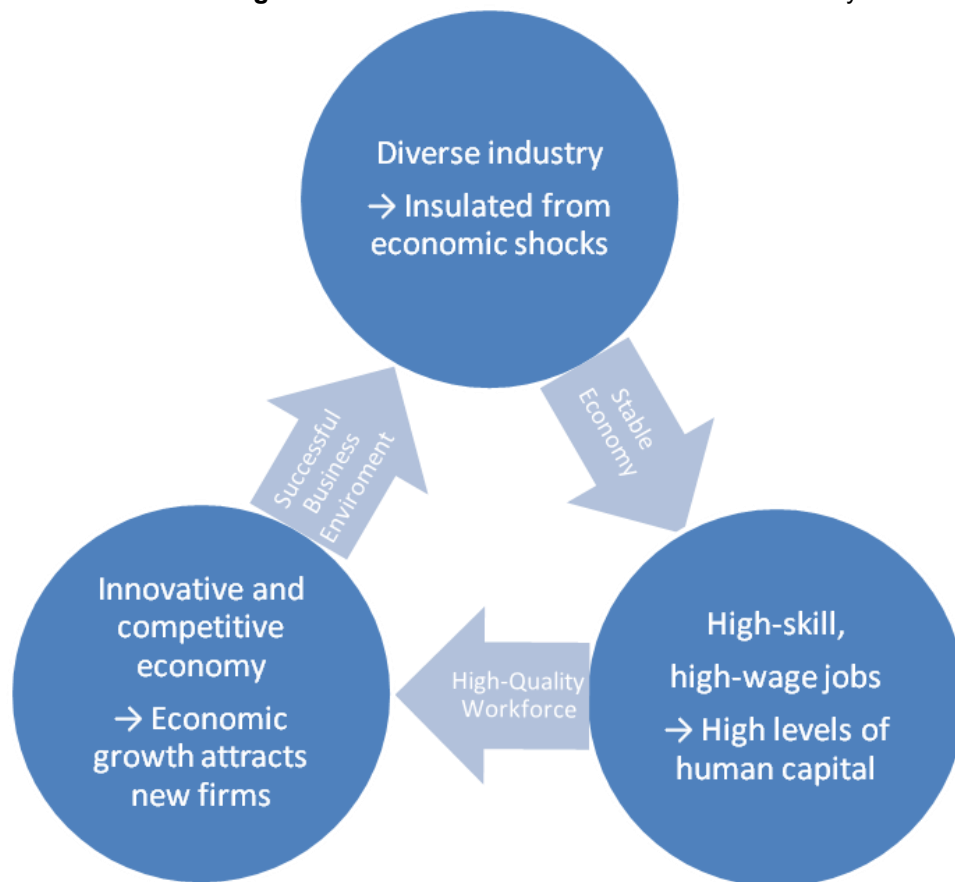 Diverse industry
→ Insulated from
economic shocks
Stable
Economy
High-skill,
high-wage jobs
→ High levels of
human capital
High-Quality
Workforce
Innovative and
competitive
economy
→ Economic
growth attracts
new firms
Successful
Business
Enviroment